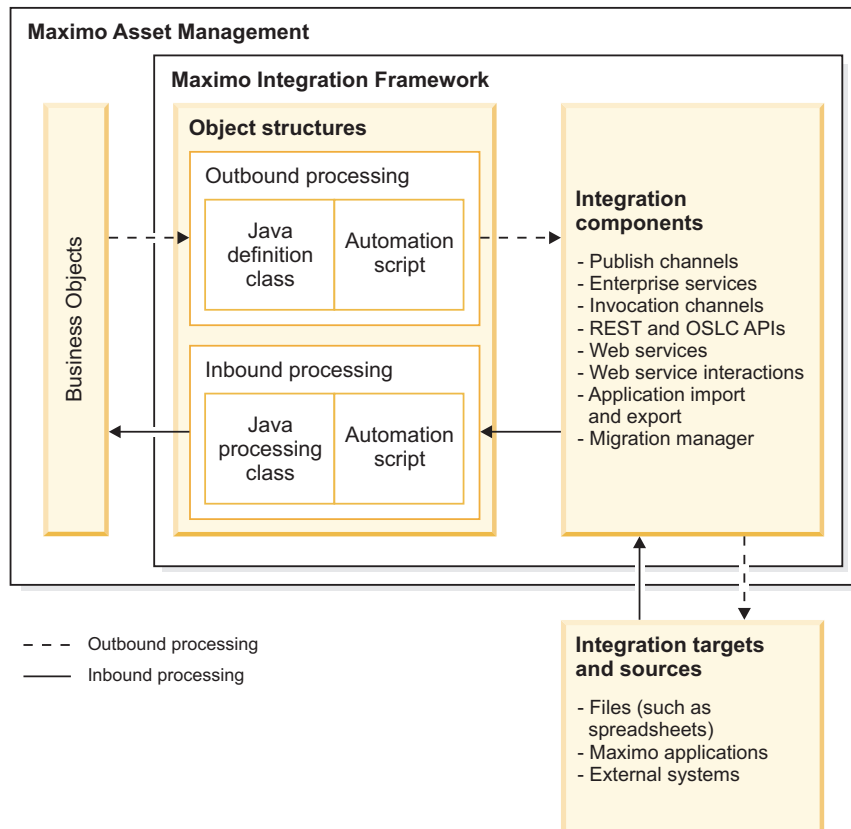 Maximo Asset Management
Maximo Integration Framework
Business Objects
Object structures
Outbound processing
Java
definition
class
Automation
script
Inbound processing
Java
processing
class
Automation
script
Integration
components
- Publish channels
- Enterprise services
- Invocation channels
- REST and OSLC APIs
- Web services
- Web service interactions
- Application import
and export
- Migration manager
Outbound processing
Inbound processing
Integration targets
and sources
- Files (such as
spreadsheets)
- Maximo applications
- External systems